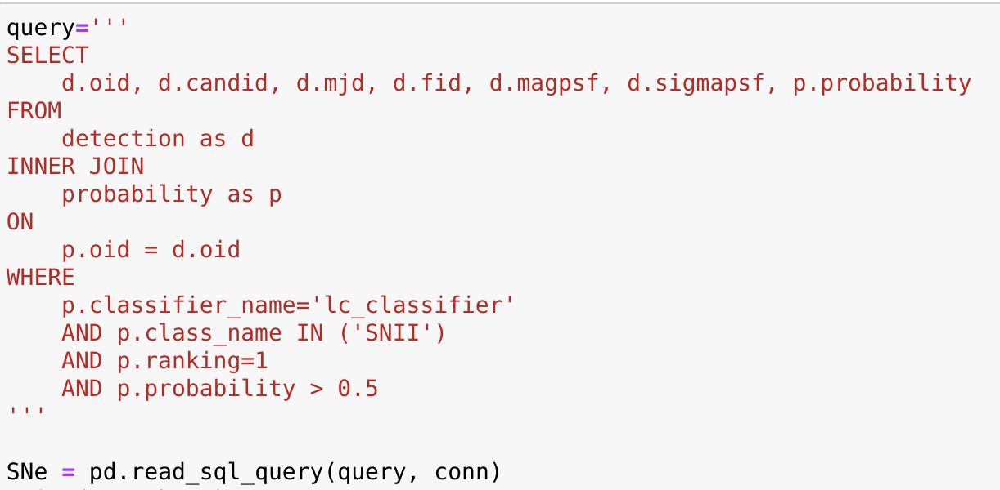 query='''
SELECT
    d.oid, d.candid, d.mjd, d.fid, d.magpsf, d.sigmapsf, p.probability
FROM
    detection as d
INNER JOIN
    probability as p
ON
    p.oid = d.oid
WHERE
    p.classifier_name='lc_classifier'
    AND p.class_name IN ('SNII')
    AND p.ranking=1
    AND p.probability > 0.5
'''
SNe = pd.read_sql_query(query, conn)